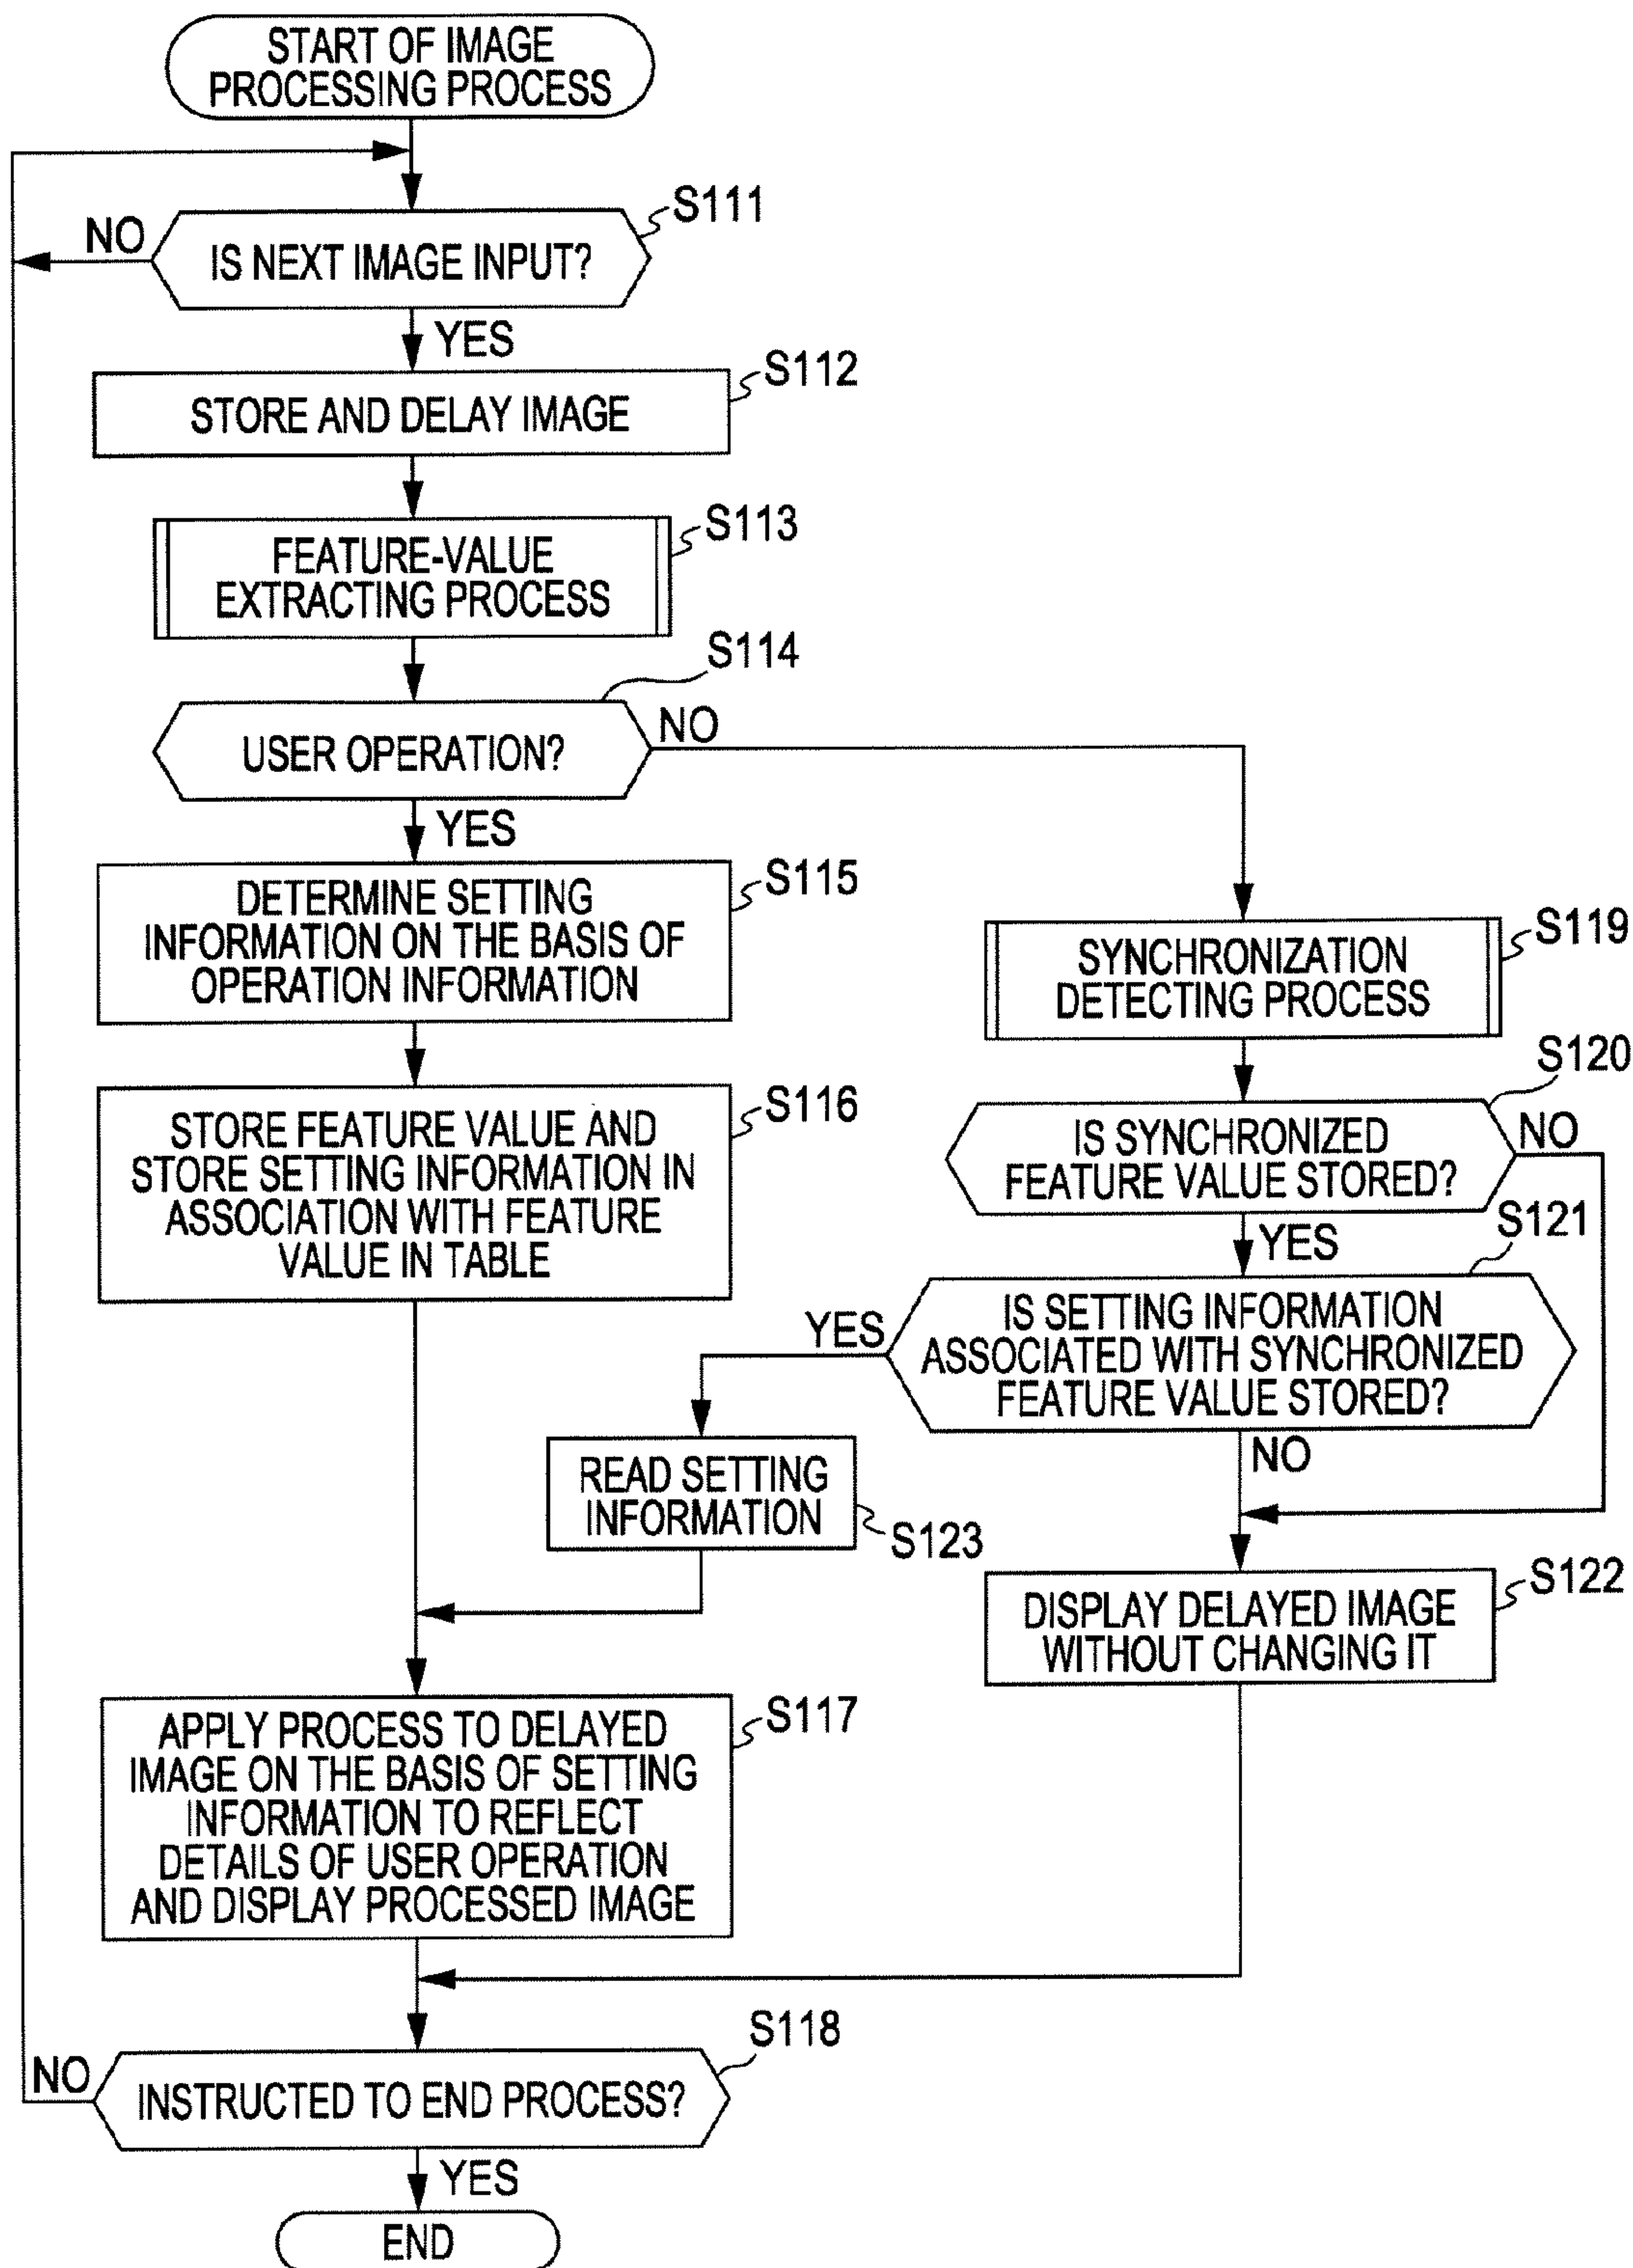 START OF IMAGE
PROCESSING PROCESS
S111
NO
IS NEXT IMAGE INPUT?
YES
S112
STORE AND DELAY IMAGE
S113
FEATURE-VALUE
EXTRACTING PROCESS
S114
USER OPERATION?
NO
YES
S115
DETERMINE SETTING
INFORMATION ON THE BASIS OF
OPERATION INFORMATION
S119
SYNCHRONIZATION
DETECTING PROCESS
S116
STORE FEATURE VALUE AND
STORE SETTING INFORMATION IN
ASSOCIATION WITH FEATURE
VALUE IN TABLE
S120
IS SYNCHRONIZED
FEATURE VALUE STORED?
NO
YES
S121
IS SETTING INFORMATION
ASSOCIATED WITH SYNCHRONIZED
FEATURE VALUE STORED?
YES
NO
READ SETTING
INFORMATION
S123
S122
DISPLAY DELAYED IMAGE
WITHOUT CHANGING IT
S117
APPLY PROCESS TO DELAYED
IMAGE ON THE BASIS OF SETTING
INFORMATION TO REFLECT
DETAILS OF USER OPERATION
AND DISPLAY PROCESSED IMAGE
S118
NO
INSTRUCTED TO END PROCESS?
YES
END